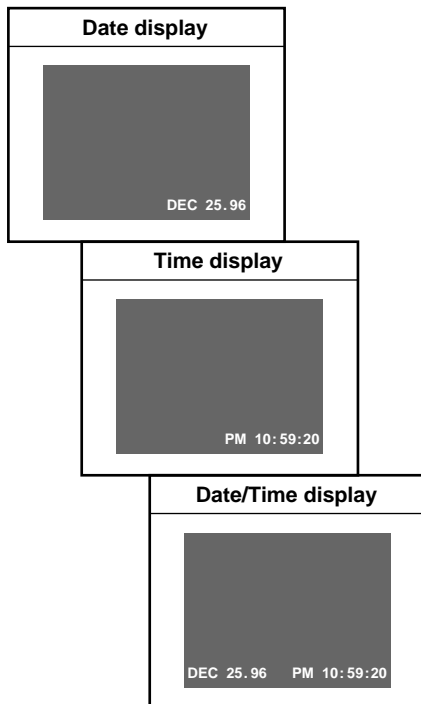 Date display
DEC 25.96
Time display
PM 10:59:20
Date/Time display
DEC 25.96 PM 10:59:20